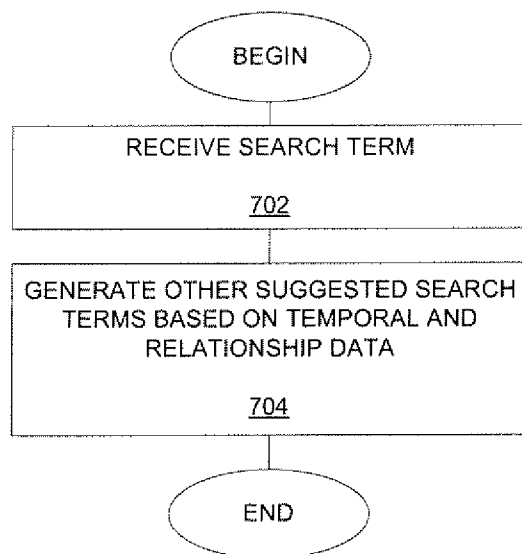 BEGIN
RECEIVE SEARCH TERM
702
GENERATE OTHER SUGGESTED SEARCH
TERMS BASED ON TEMPORAL AND
RELATIONSHIP DATA
704
END